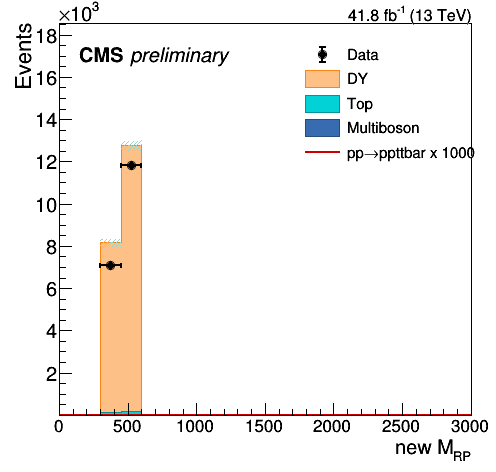 ×10³
41.8 fb⁻¹ (13 TeV)
Events
CMS preliminary
Data
DY
Top
Multiboson
pp→ppttbar x 1000
18
16
14
12
10
8
6
4
2
0 500 1000 1500 2000 2500 3000
new M_RP